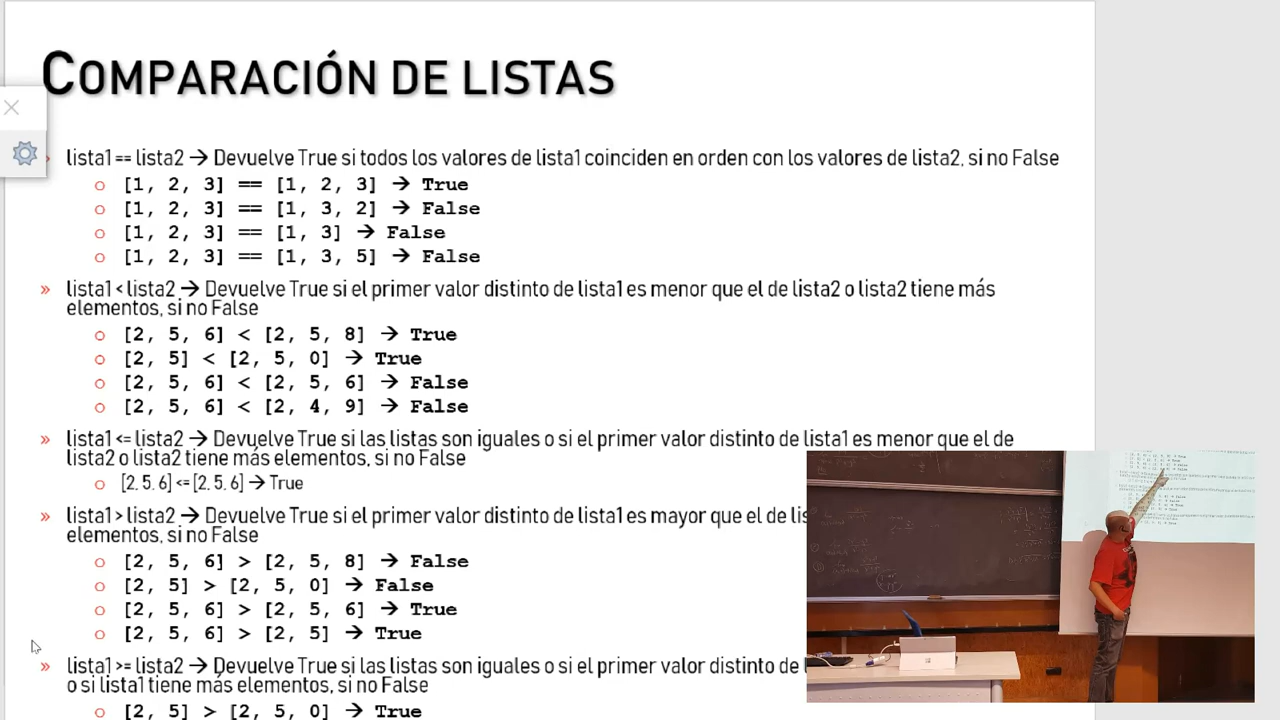 COMPARACIÓN DE LISTAS
» lista1 == lista2 → Devuelve True si todos los valores de lista1 coinciden en orden con los valores de lista2, si no False
o [1, 2, 3] == [1, 2, 3] → True
o [1, 2, 3] == [1, 3, 2] → False
o [1, 2, 3] == [1, 3] → False
o [1, 2, 3] == [1, 3, 5] → False
» lista1 < lista2 → Devuelve True si el primer valor distinto de lista1 es menor que el de lista2 o lista2 tiene más
elementos, si no False
o [2, 5, 6] < [2, 5, 8] → True
o [2, 5] < [2, 5, 0] → True
o [2, 5, 6] < [2, 5, 6] → False
o [2, 5, 6] < [2, 4, 9] → False
» lista1 <= lista2 → Devuelve True si las listas son iguales o si el primer valor distinto de lista1 es menor que el de
lista2 o lista2 tiene más elementos, si no False
o [2, 5, 6] <= [2, 5, 6] → True
» lista1 > lista2 → Devuelve True si el primer valor distinto de lista1 es mayor que el de lis
elementos, si no False
o [2, 5, 6] > [2, 5, 8] → False
o [2, 5] > [2, 5, 0] → False
o [2, 5, 6] > [2, 5, 6] → True
o [2, 5, 6] > [2, 5] → True
» lista1 >= lista2 → Devuelve True si las listas son iguales o si el primer valor distinto de l
o si lista1 tiene más elementos, si no False
o [2, 5] > [2, 5, 0] → True